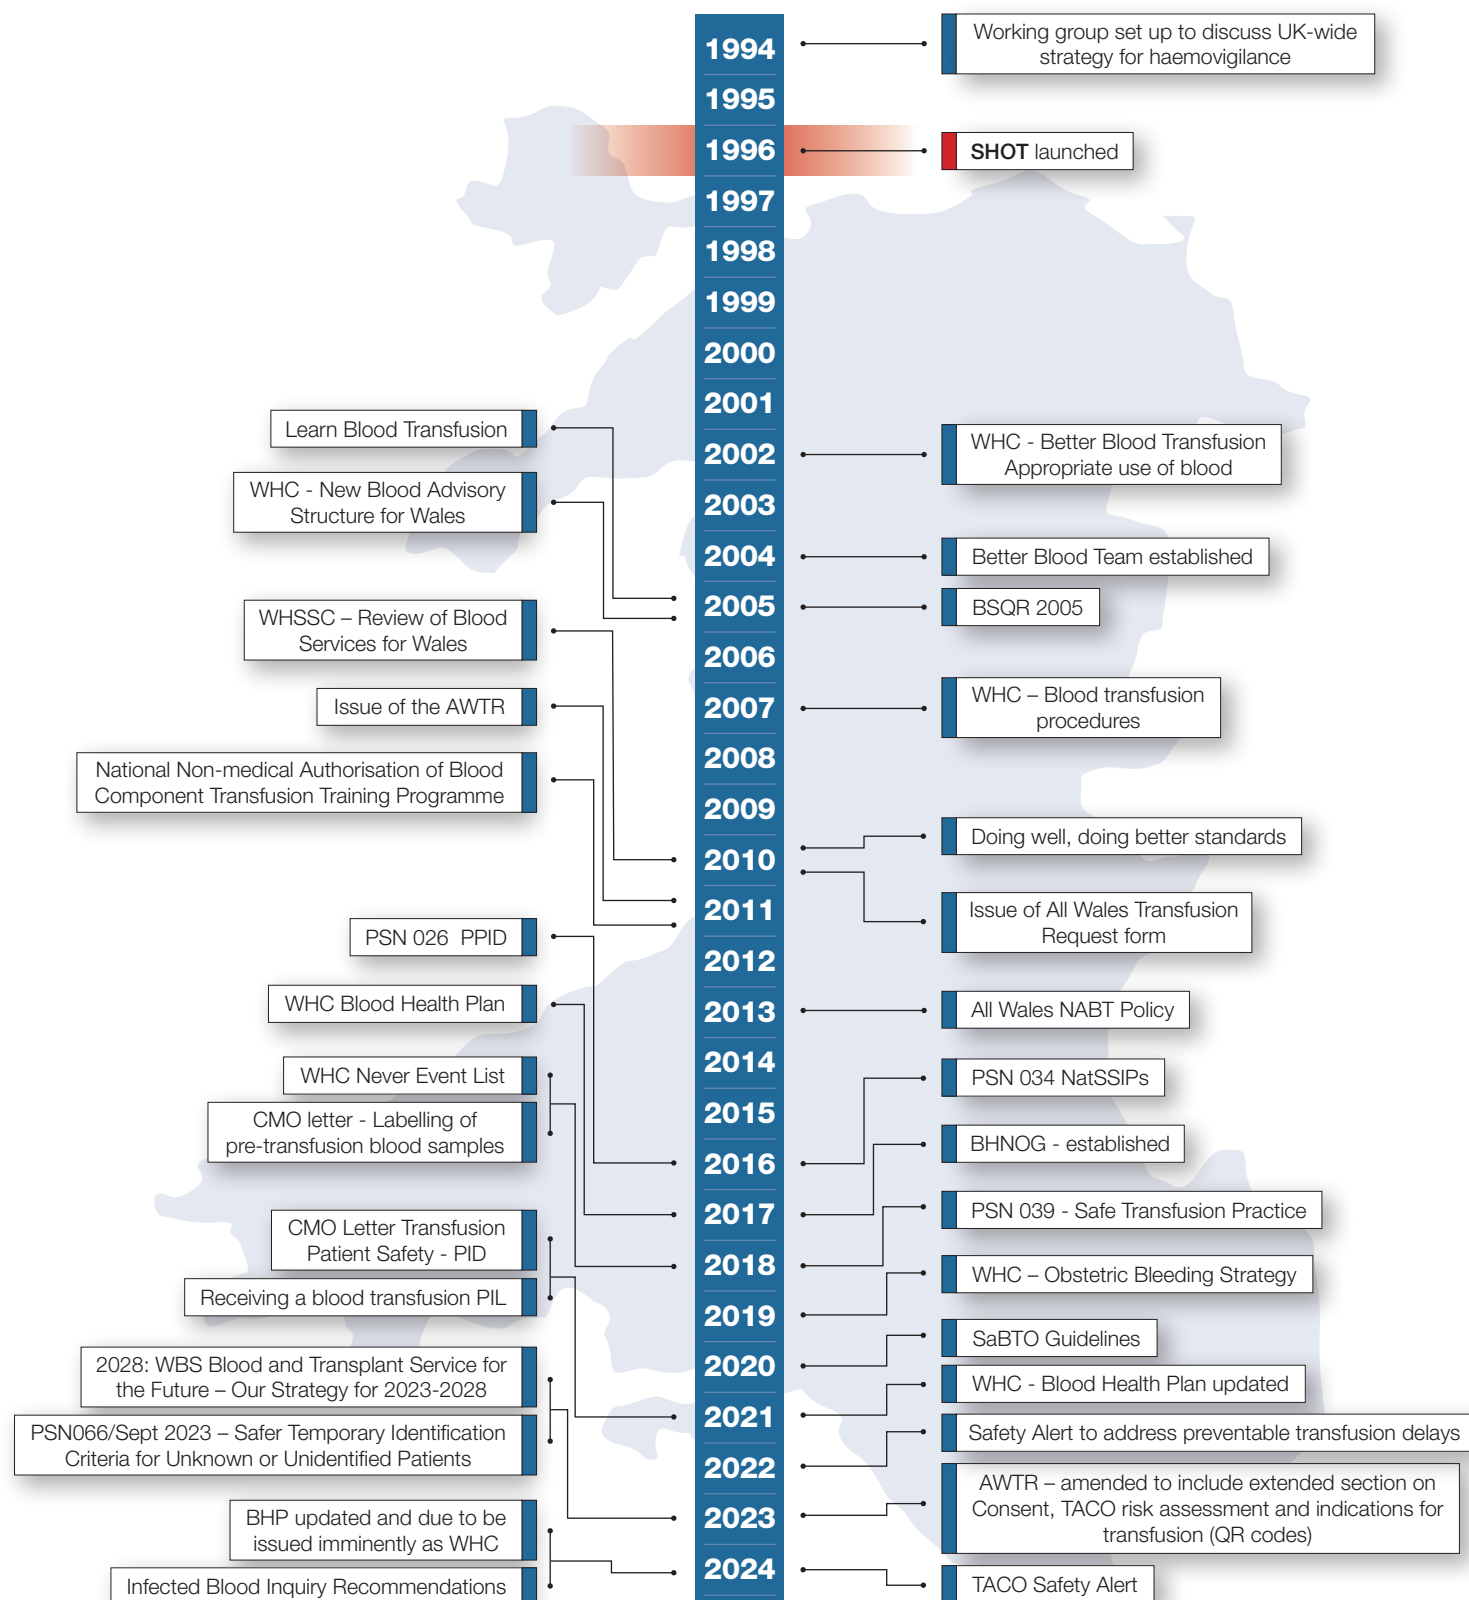 1994
1995
1996
1997
1998
1999
2000
2001
2002
2003
2004
2005
2006
2007
2008
2009
2010
2011
2012
2013
2014
2015
2016
2017
2018
2019
2020
2021
2022
2023
2024
Learn Blood Transfusion
WHC - New Blood Advisory
Structure for Wales
WHSSC – Review of Blood
Services for Wales
Issue of the AWTR
National Non-medical Authorisation of Blood
Component Transfusion Training Programme
PSN 026 PPID
WHC Blood Health Plan
WHC Never Event List
CMO letter - Labelling of
pre-transfusion blood samples
CMO Letter Transfusion
Patient Safety - PID
Receiving a blood transfusion PIL
2028: WBS Blood and Transplant Service for
the Future – Our Strategy for 2023-2028
PSN066/Sept 2023 – Safer Temporary Identification
Criteria for Unknown or Unidentified Patients
BHP updated and due to be
issued imminently as WHC
Infected Blood Inquiry Recommendations
Working group set up to discuss UK-wide
strategy for haemovigilance
SHOT launched
WHC - Better Blood Transfusion
Appropriate use of blood
Better Blood Team established
BSQR 2005
WHC – Blood transfusion
procedures
Doing well, doing better standards
Issue of All Wales Transfusion
Request form
All Wales NABT Policy
PSN 034 NatSSIPs
BHNOG - established
PSN 039 - Safe Transfusion Practice
WHC – Obstetric Bleeding Strategy
SaBTO Guidelines
WHC - Blood Health Plan updated
Safety Alert to address preventable transfusion delays
AWTR – amended to include extended section on
Consent, TACO risk assessment and indications for
transfusion (QR codes)
TACO Safety Alert